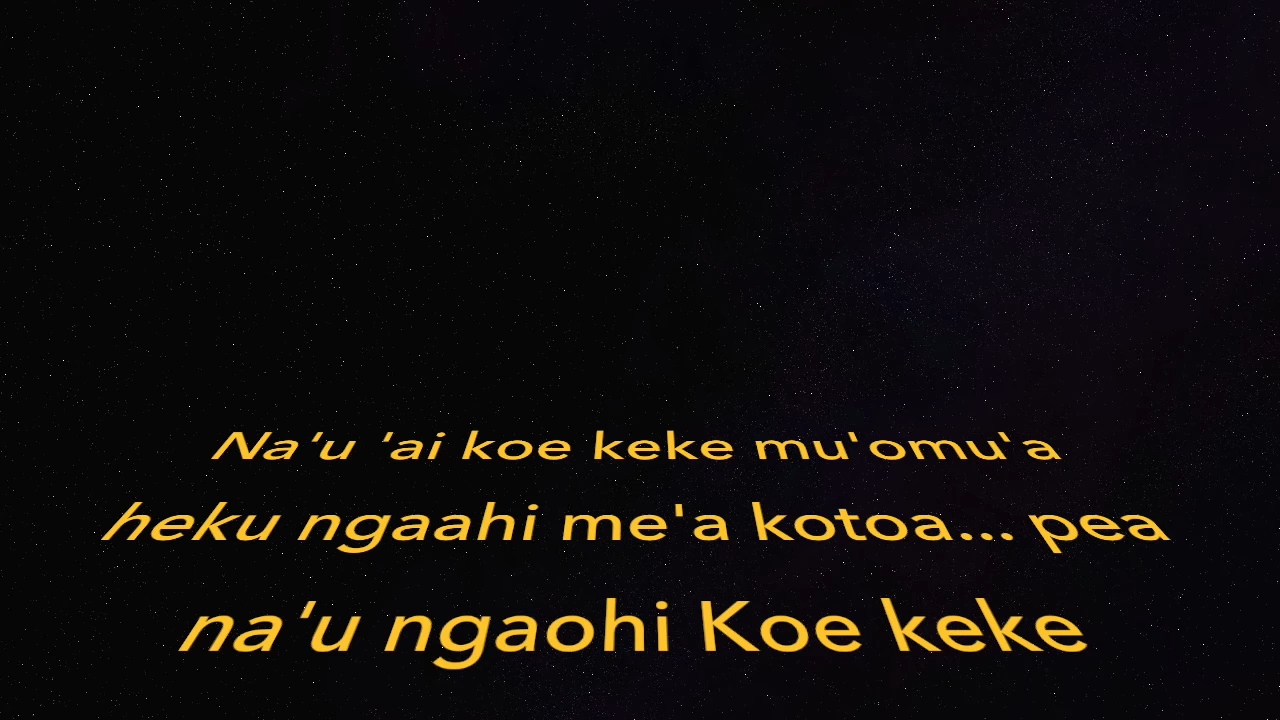 Na'u 'ai koe keke mu'omu'a
heku ngaahi me'a kotoa... pea
na'u ngaohi Koe keke